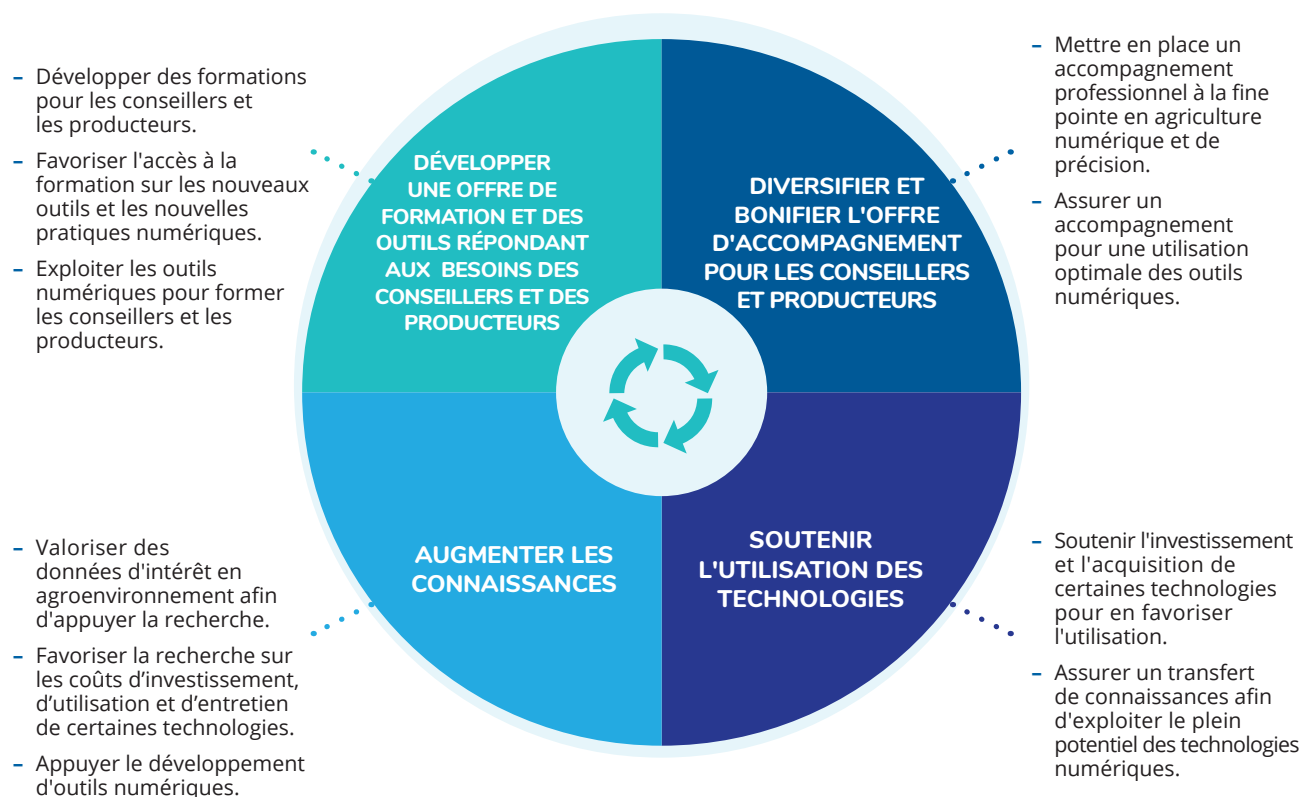 – Développer des formations
pour les conseillers et
les producteurs.
– Favoriser l'accès à la
formation sur les nouveaux
outils et les nouvelles
pratiques numériques.
– Exploiter les outils
numériques pour former
les conseillers et les
producteurs.
DÉVELOPPER
UNE OFFRE DE
FORMATION ET DES
OUTILS RÉPONDANT
AUX BESOINS DES
CONSEILLERS ET DES
PRODUCTEURS
DIVERSIFIER ET
BONIFIER L'OFFRE
D'ACCOMPAGNEMENT
POUR LES CONSEILLERS
ET PRODUCTEURS
– Mettre en place un
accompagnement
professionnel à la fine
pointe en agriculture
numérique et de
précision.
– Assurer un
accompagnement
pour une utilisation
optimale des outils
numériques.
– Valoriser des
données d'intérêt en
agroenvironnement afin
d'appuyer la recherche.
– Favoriser la recherche sur
les coûts d’investissement,
d’utilisation et d’entretien
de certaines technologies.
– Appuyer le développement
d'outils numériques.
AUGMENTER LES
CONNAISSANCES
SOUTENIR
L'UTILISATION DES
TECHNOLOGIES
– Soutenir l'investissement
et l'acquisition de
certaines technologies
pour en favoriser
l'utilisation.
– Assurer un transfert
de connaissances afin
d'exploiter le plein
potentiel des technologies
numériques.